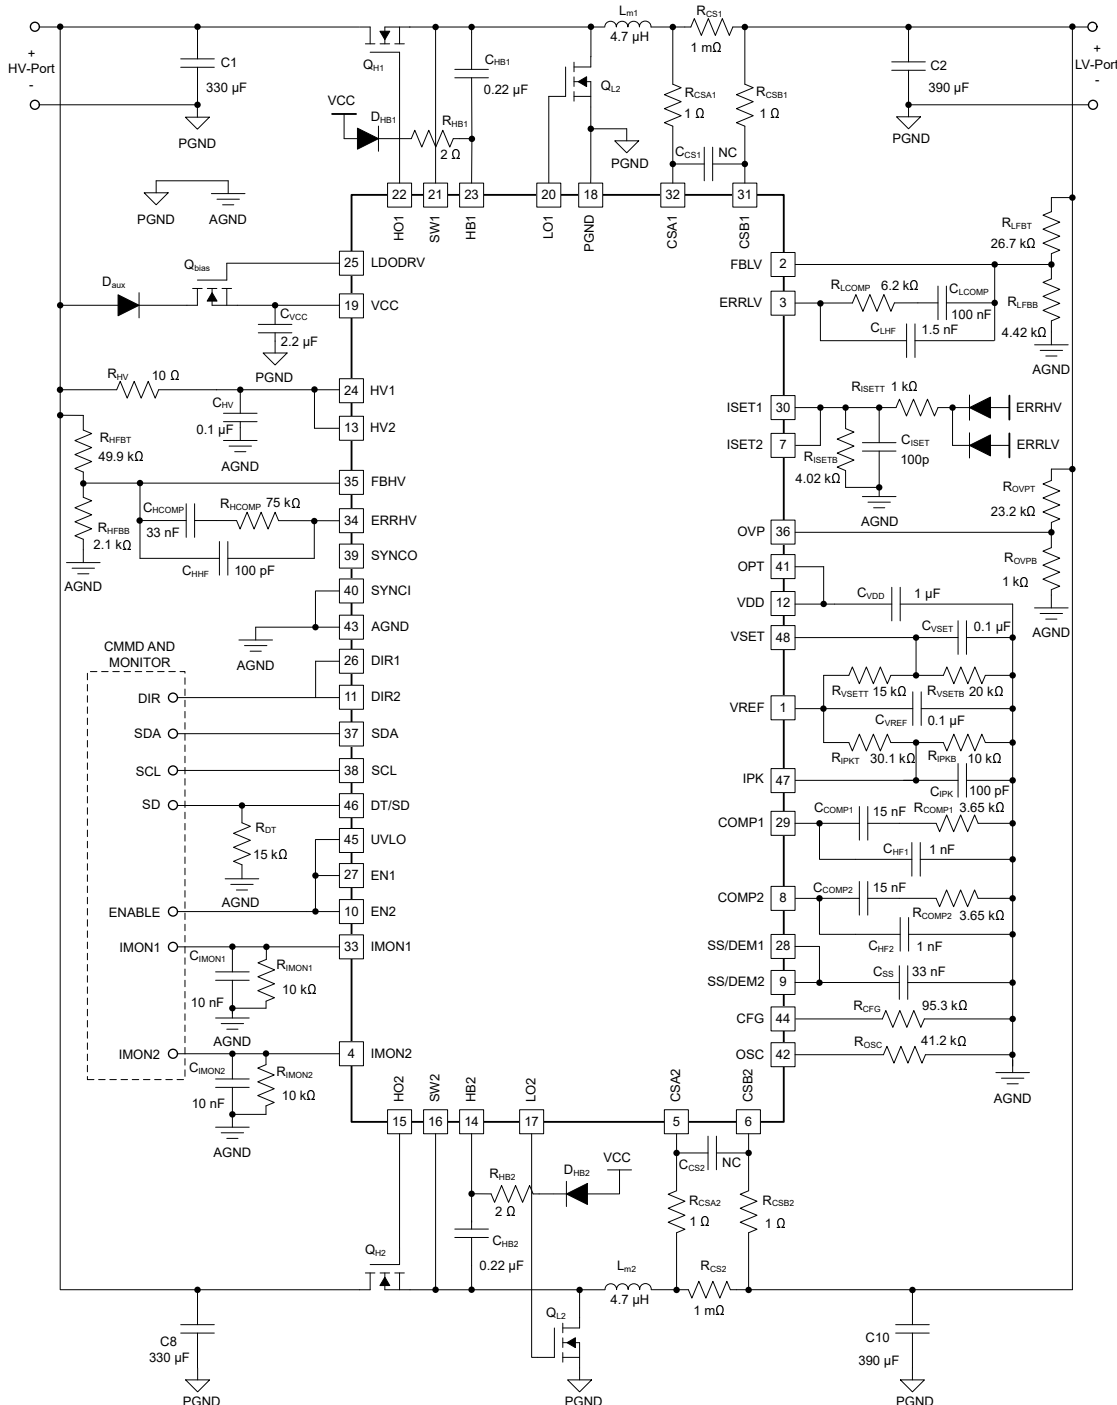 Lm1
4.7 µH
RCS1
1 mΩ
+
HV-Port
-
C1
330 µF
PGND
QH1
CHB1
0.22 µF
QL2
PGND
RCSA1
1 Ω
RCSB1
1 Ω
C2
390 µF
PGND
+
LV-Port
-
VCC
DHB1
RHB1
2 Ω
CCS1
NC
PGND
AGND
22
21
23
20
18
32
31
HO1
SW1
HB1
LO1
PGND
CSA1
CSB1
Daux
Qbias
25
LDODRV
19
VCC
CVCC
2.2 µF
PGND
RHV
10 Ω
CHV
0.1 µF
AGND
24
HV1
13
HV2
RHFBT
49.9 kΩ
35
FBHV
RHFBB
2.1 kΩ
AGND
CHCOMP
33 nF
RHCOMP
75 kΩ
34
ERRHV
CHHF
100 pF
39
SYNCO
40
SYNCI
43
AGND
AGND
CMMD AND
MONITOR
26
DIR1
DIR
11
DIR2
SDA
37
SDA
SCL
38
SCL
SD
46
DT/SD
RDT
15 kΩ
AGND
45
UVLO
27
EN1
ENABLE
10
EN2
IMON1
33
IMON1
CIMON1
10 nF
RIMON1
10 kΩ
AGND
IMON2
4
IMON2
CIMON2
10 nF
RIMON2
10 kΩ
AGND
FBLV
2
ERRLV
3
RLFBT
26.7 kΩ
RLCOMP
6.2 kΩ
CLCOMP
100 nF
CLHF
1.5 nF
RLFBB
4.42 kΩ
AGND
ISET1
30
ISET2
7
RISETT
1 kΩ
ERRHV
ERRLV
RISETB
4.02 kΩ
CISET
100p
AGND
ROVPT
23.2 kΩ
OVP
36
ROVPB
1 kΩ
AGND
OPT
41
VDD
12
CVDD
1 µF
VSET
48
CVSET
0.1 µF
RVSETT
15 kΩ
RVSETB
20 kΩ
VREF
1
CVREF
0.1 µF
RIPKT
30.1 kΩ
RIPKB
10 kΩ
IPK
47
CIPK
100 pF
COMP1
29
CCOMP1
15 nF
RCOMP1
3.65 kΩ
CHF1
1 nF
COMP2
8
CCOMP2
15 nF
RCOMP2
3.65 kΩ
CHF2
1 nF
SS/DEM1
28
SS/DEM2
9
CSS
33 nF
CFG
44
RCFG
95.3 kΩ
OSC
42
ROSC
41.2 kΩ
AGND
HO2
SW2
HB2
LO2
CSA2
CSB2
15
16
14
17
5
6
RHB2
2 Ω
DHB2
VCC
CCS2
NC
RCSA2
1 Ω
RCSB2
1 Ω
CHB2
0.22 µF
QH2
Lm2
4.7 µH
RCS2
1 mΩ
C8
330 µF
PGND
QL2
PGND
C10
390 µF
PGND